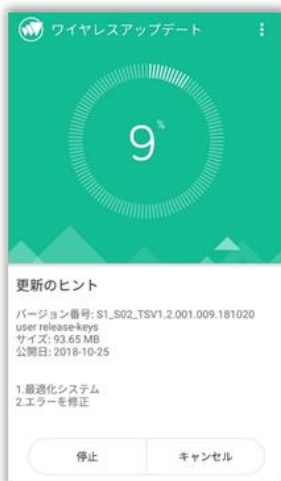 ワイヤレスアップデート
9%
更新のヒント
バージョン番号: S1_S02_TSV1.2.001.009.181020
user release-keys
サイズ: 93.65 MB
公開日: 2018-10-25
1.最適化システム
2.エラーを修正
停止
キャンセル